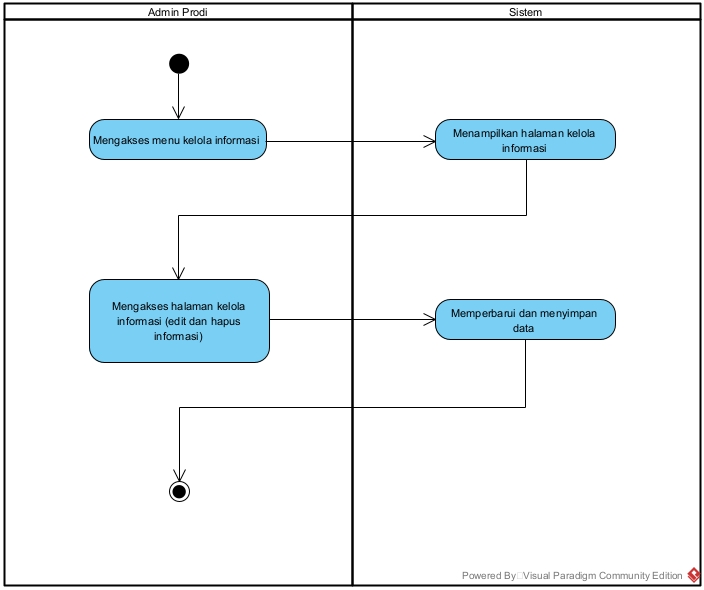 Admin Prodi
Sistem
Mengakses menu kelola informasi
Menampilkan halaman kelola
informasi
Mengakses halaman kelola
informasi (edit dan hapus
informasi)
Memperbarui dan menyimpan
data
Powered By Visual Paradigm Community Edition